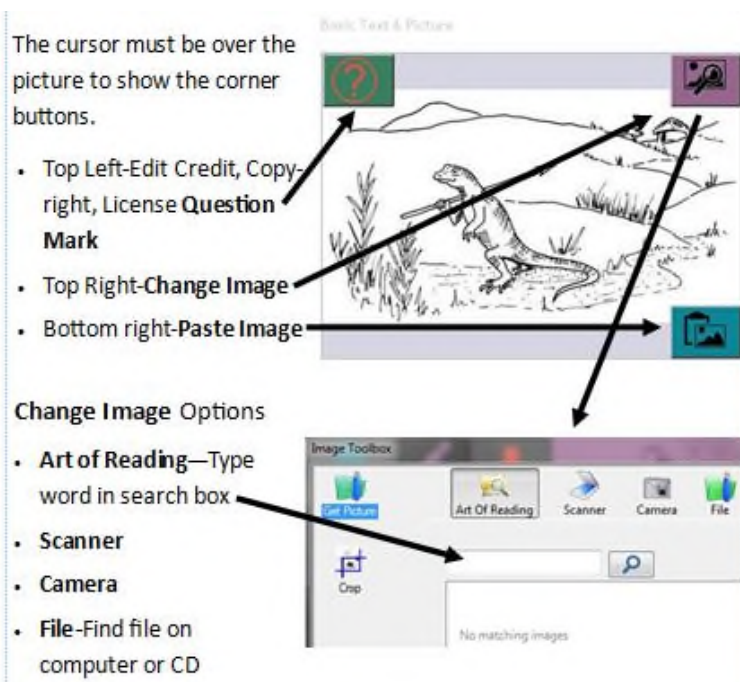 Basic Text & Picture
The cursor must be over the
picture to show the corner
buttons.
• Top Left-Edit Credit, Copy-
right, License Question
Mark
• Top Right-Change Image
• Bottom right-Paste Image
Change Image Options
• Art of Reading—Type
word in search box
• Scanner
• Camera
• File-Find file on
computer or CD
Image Toolbox
Get Picture
Art Of Reading Scanner Camera File
Crop
No matching images